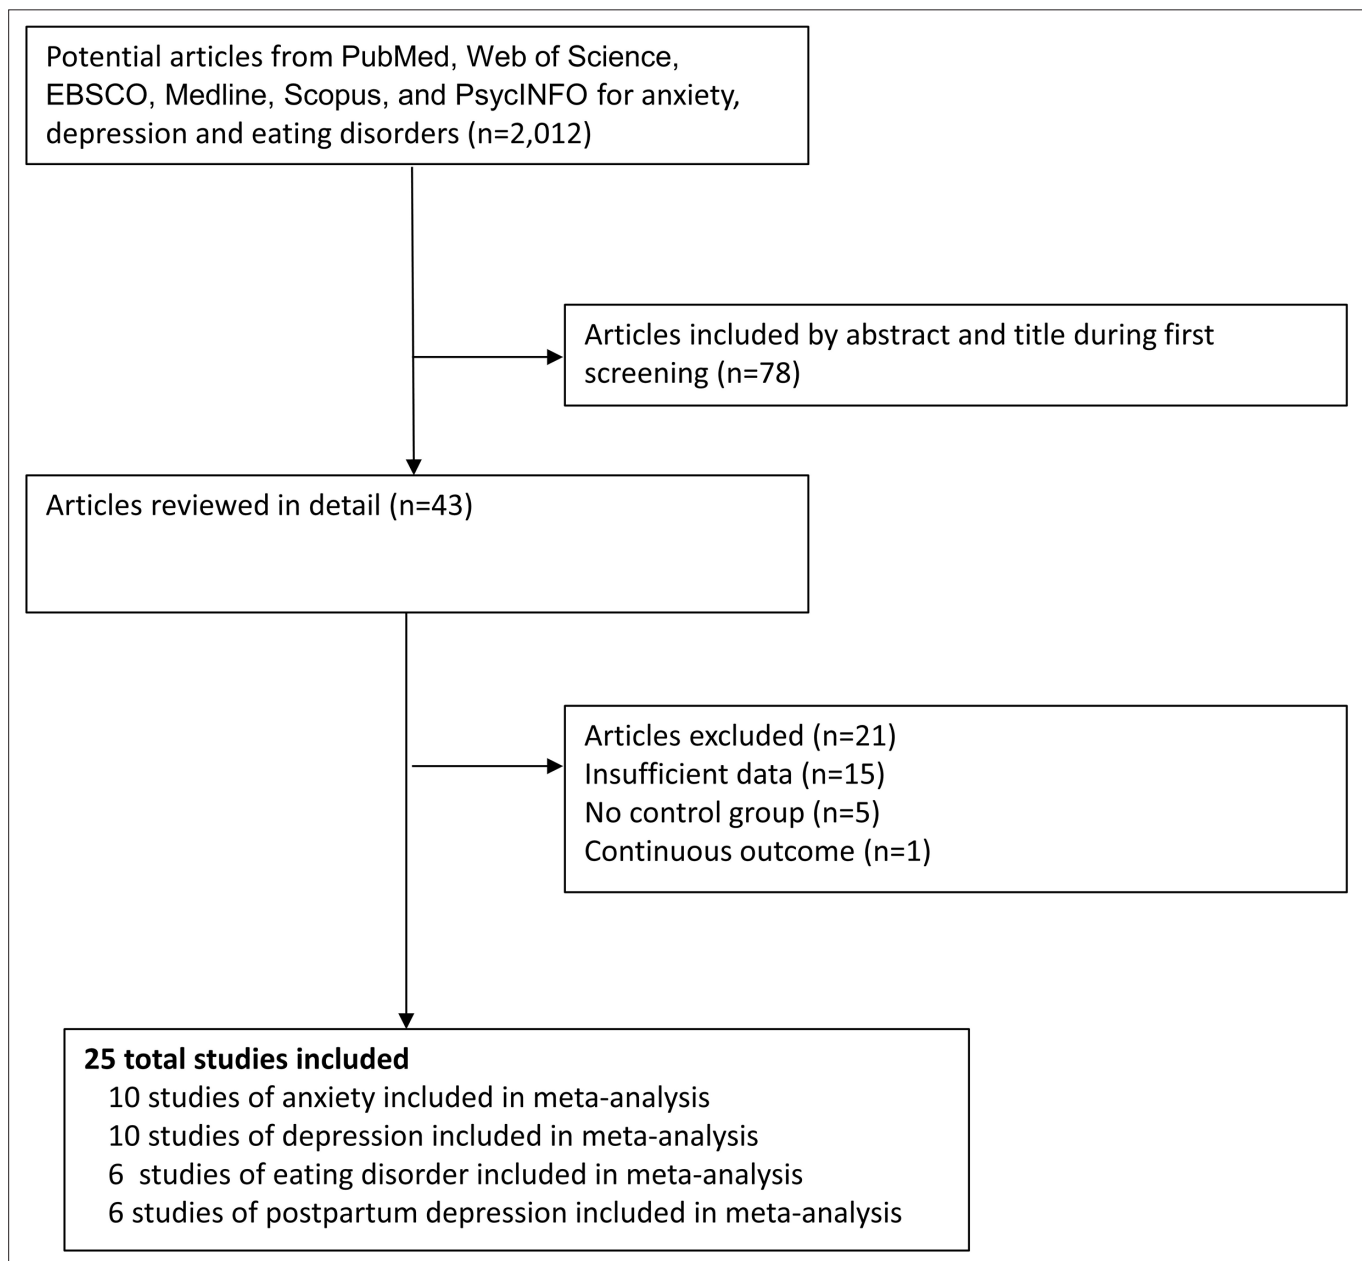 Potential articles from PubMed, Web of Science,
EBSCO, Medline, Scopus, and PsycINFO for anxiety,
depression and eating disorders (n=2,012)
Articles included by abstract and title during first
screening (n=78)
Articles reviewed in detail (n=43)
Articles excluded (n=21)
Insufficient data (n=15)
No control group (n=5)
Continuous outcome (n=1)
25 total studies included
10 studies of anxiety included in meta-analysis
10 studies of depression included in meta-analysis
6 studies of eating disorder included in meta-analysis
6 studies of postpartum depression included in meta-analysis